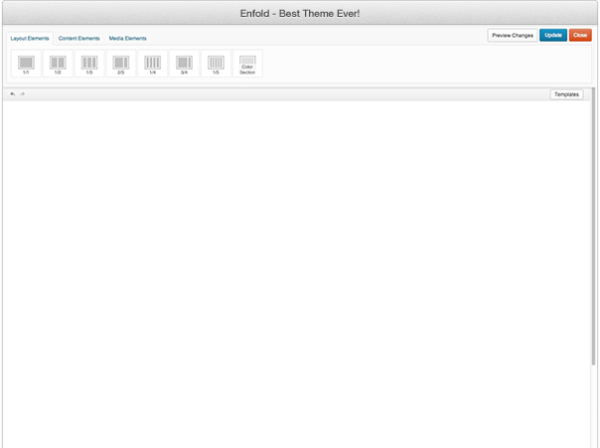 Enfold - Best Theme Ever!
Layout Elements Content Elements Media Elements
Preview Changes Update Close
1/1 1/2 1/3 2/3 1/4 3/4 1/5 Color Section
Templates